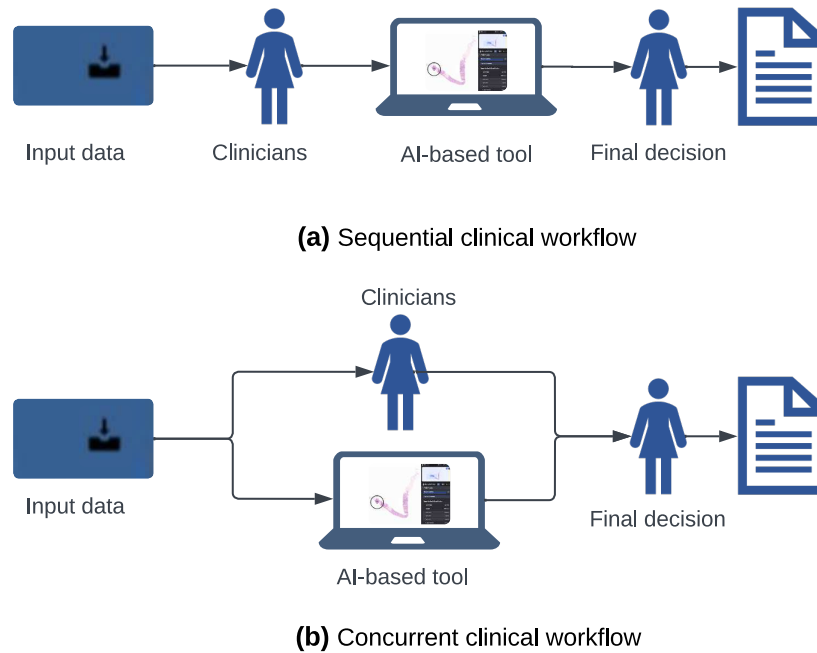 Input data
Clinicians
AI-based tool
Final decision
(a) Sequential clinical workflow
Clinicians
Input data
AI-based tool
Final decision
(b) Concurrent clinical workflow